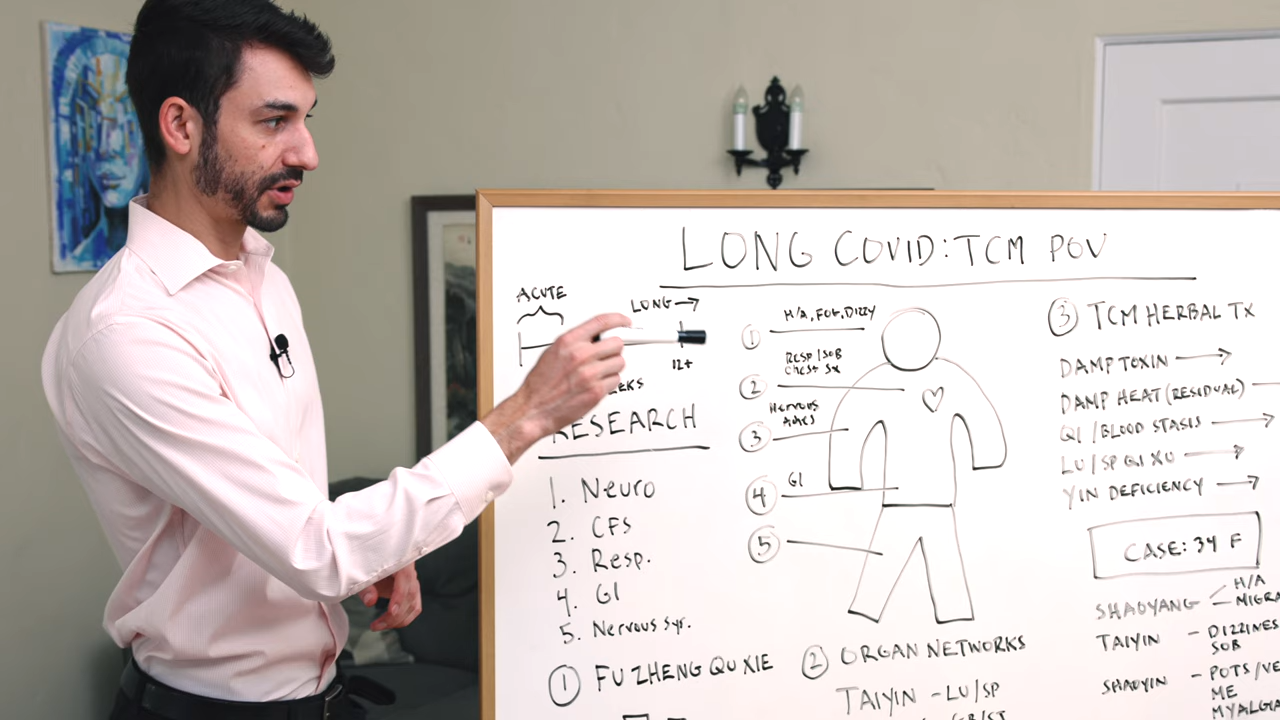 LONG COVID: TCM POV
ACUTE
LONG →
12+
RESEARCH
1. Neuro
2. CFS
3. Resp.
4. GI
5. Nervous Sys.
① FU ZHENG QU XIE
① H/A, FOG, DIZZY
② RESP/SOB
Chest Sx
③ Nervous
Aches
④ GI
⑤
② ORGAN NETWORKS
TAIYIN - LU/SP
③ TCM HERBAL TX
DAMP TOXIN →
DAMP HEAT (RESIDUAL)
QI/BLOOD STASIS →
LU/SP QI XU →
YIN DEFICIENCY →
CASE: 34 F
SHAOYANG - H/A
- MIGRA
TAIYIN - DIZZINES
SOB
SHAOYIN - POTS/VE
ME
MYALGIA